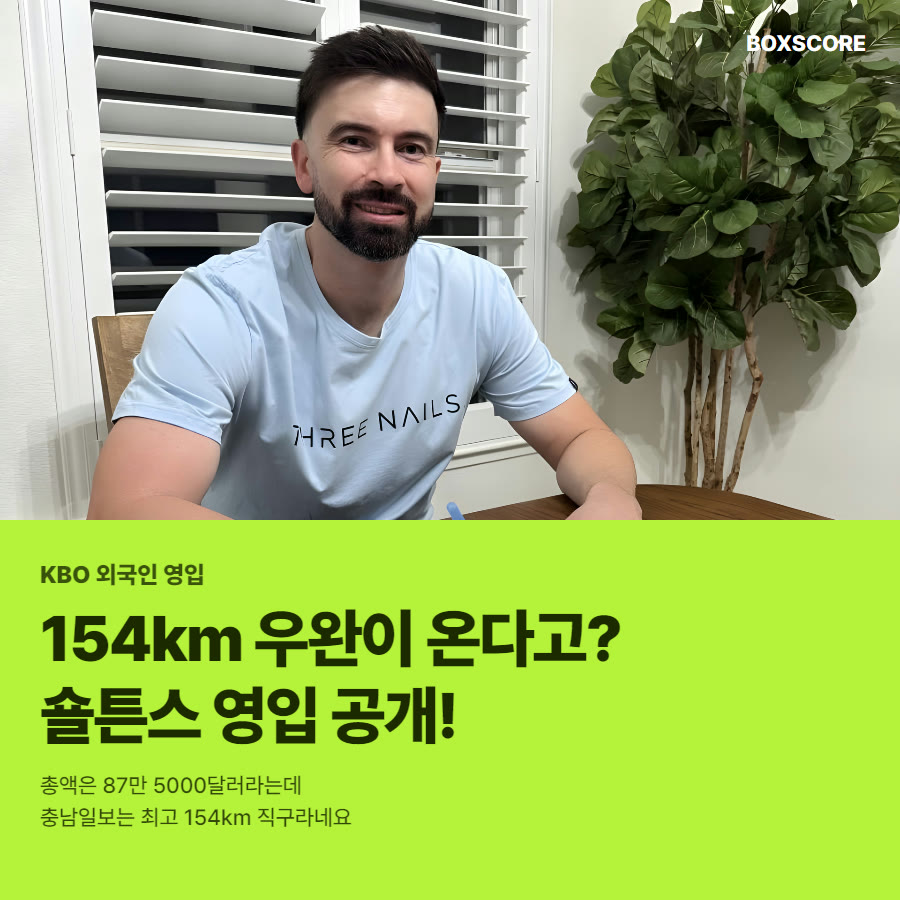 BOXSCORE
THREE NAILS
KBO 외국인 영입
154km 우완이 온다고?
숄튼스 영입 공개!
총액은 87만 5000달러라는데
충남일보는 최고 154km 직구라네요